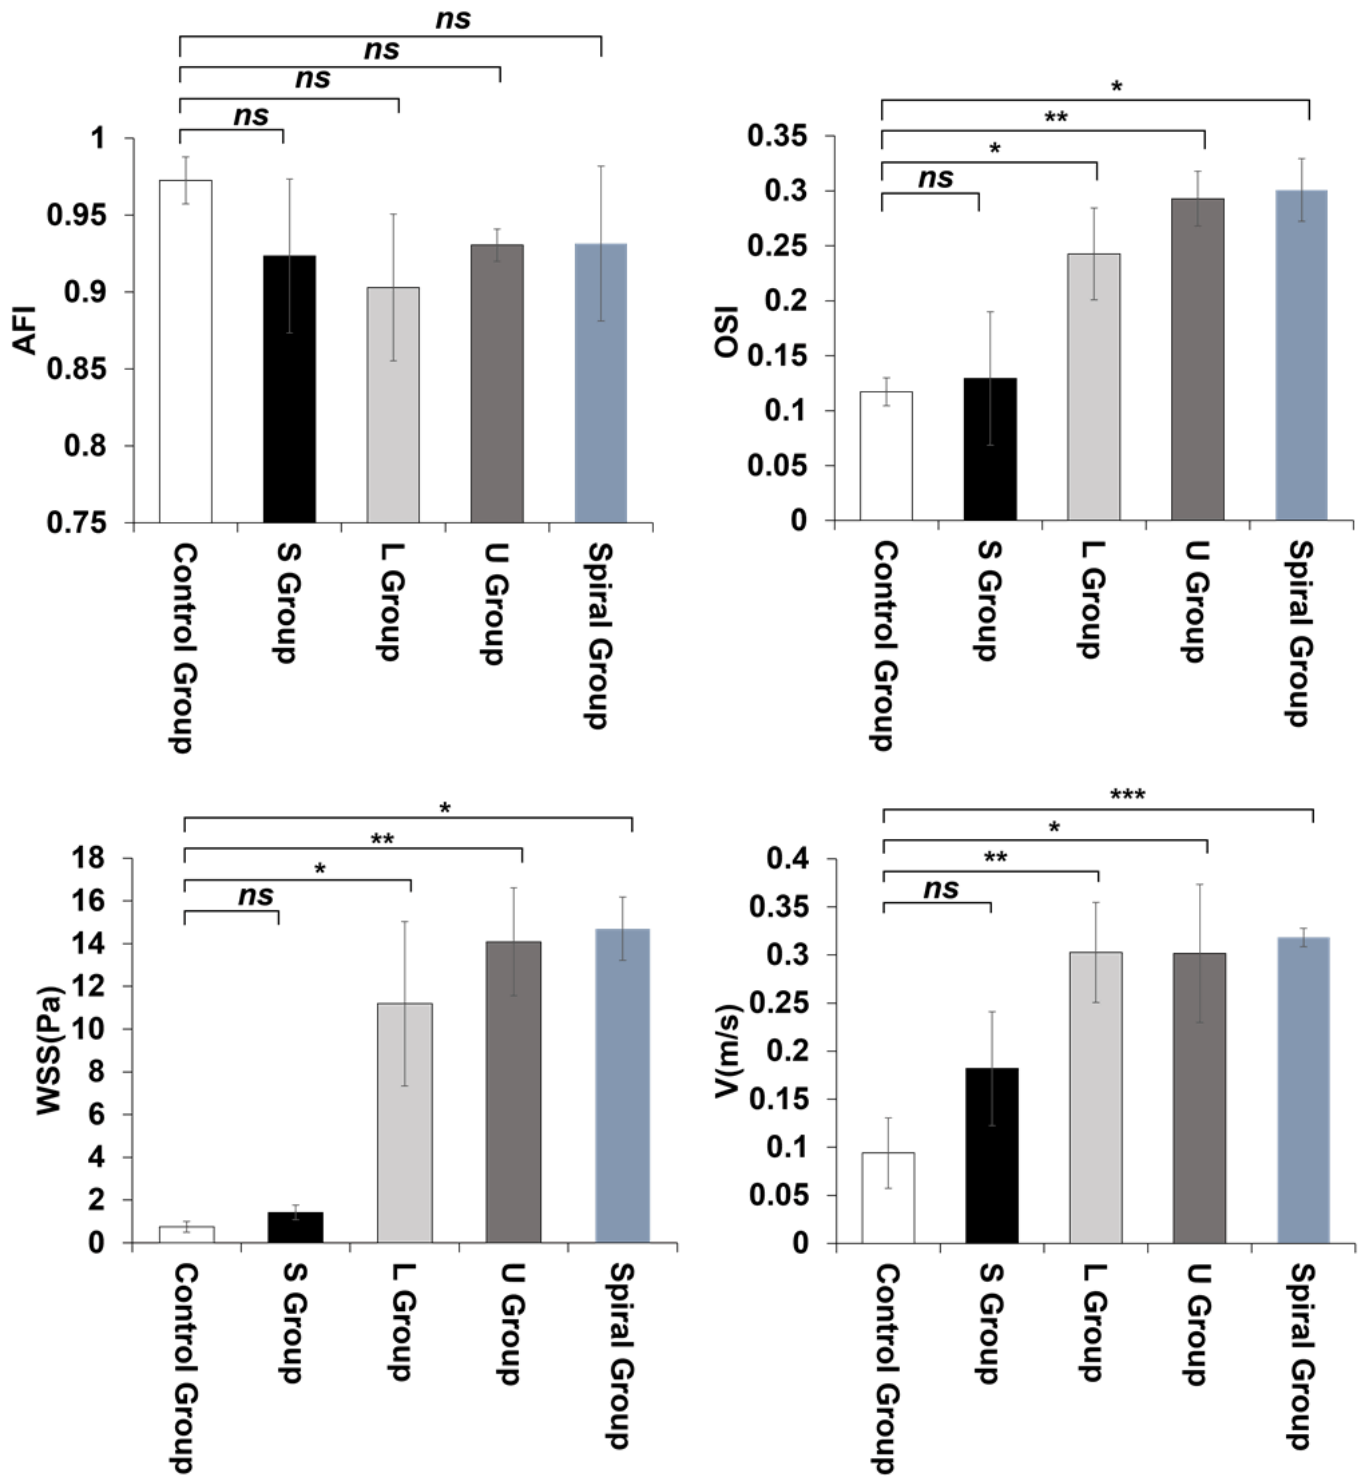 ns
ns
ns
ns
1
0.95
0.9
0.85
0.8
0.75
AFI
Control Group
S Group
L Group
U Group
Spiral Group
*
**
*
ns
0.35
0.3
0.25
0.2
0.15
0.1
0.05
0
OSI
Control Group
S Group
L Group
U Group
Spiral Group
*
**
*
ns
18
16
14
12
10
8
6
4
2
0
WSS(Pa)
Control Group
S Group
L Group
U Group
Spiral Group
***
*
**
ns
0.4
0.35
0.3
0.25
0.2
0.15
0.1
0.05
0
V(m/s)
Control Group
S Group
L Group
U Group
Spiral Group